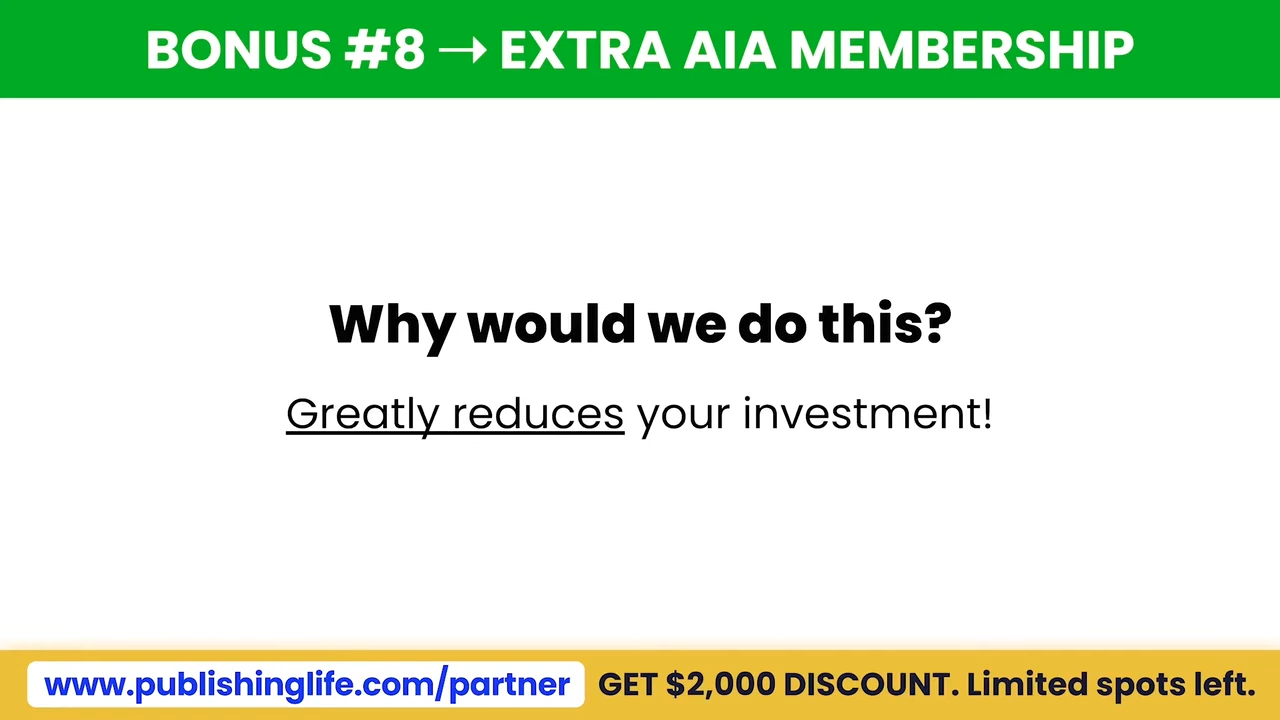 BONUS #8 → EXTRA AIA MEMBERSHIP
Why would we do this?
Greatly reduces your investment!
www.publishinglife.com/partner GET $2,000 DISCOUNT. Limited spots left.